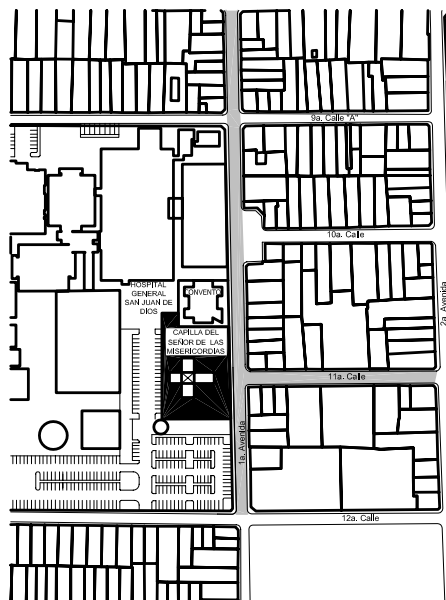 9a. Calle "A"
10a. Calle
HOSPITAL
GENERAL
SAN JUAN DE
DIOS
CONVENTO
2a. Avenida
CAPILLA DEL
SEÑOR DE LAS
MISERICORDIAS
11a. Calle
1a. Avenida
12a. Calle